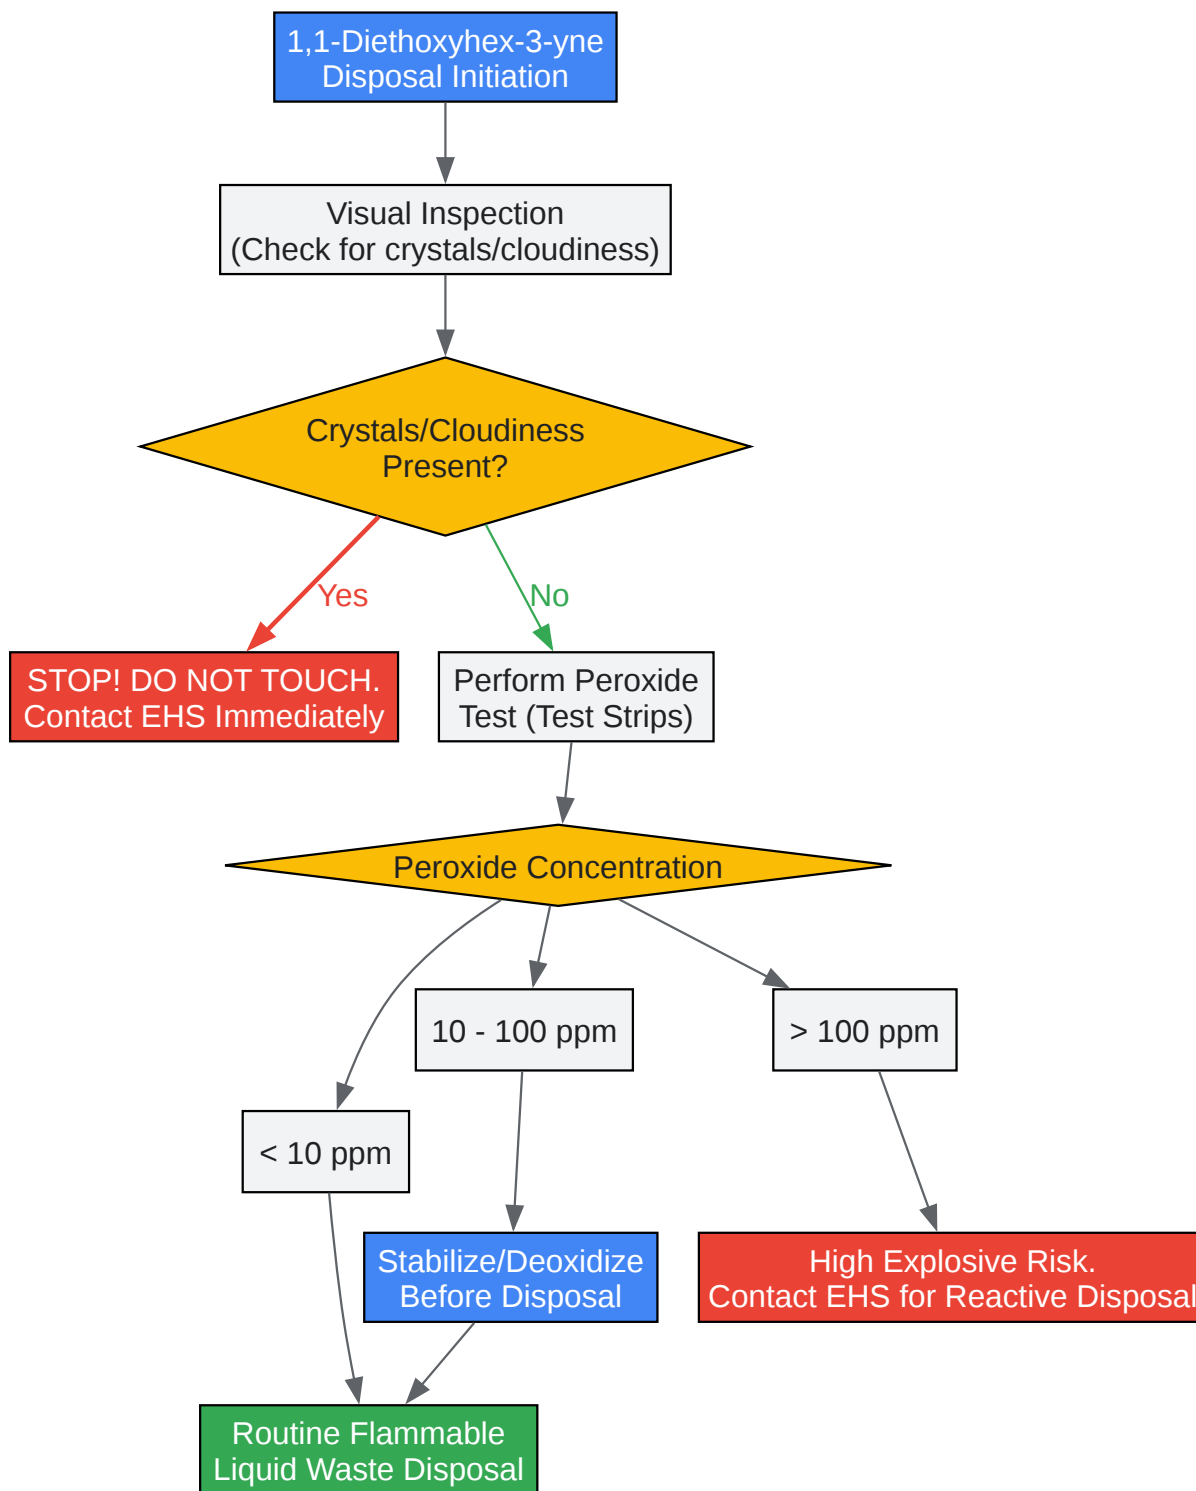 1,1-Diethoxyhex-3-yne
Disposal Initiation
Visual Inspection
(Check for crystals/cloudiness)
Crystals/Cloudiness
Present?
Yes
No
STOP! DO NOT TOUCH.
Contact EHS Immediately
Perform Peroxide
Test (Test Strips)
Peroxide Concentration
10 - 100 ppm
> 100 ppm
< 10 ppm
Stabilize/Deoxidize
Before Disposal
High Explosive Risk.
Contact EHS for Reactive Disposal
Routine Flammable
Liquid Waste Disposal